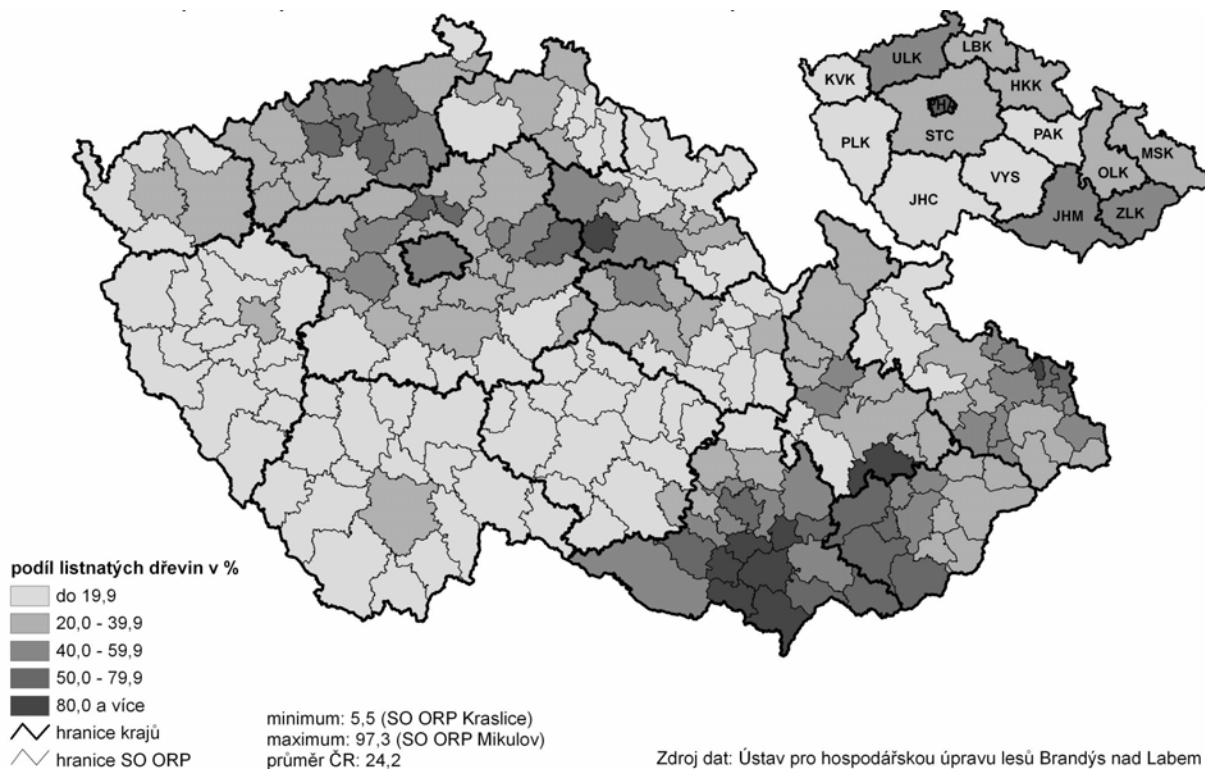 KVK
ULK
LBK
HKK
PHA
STC
PLK
PAK
MSK
OLK
VYS
JHC
JHM
ZLK
podíl listnatých dřevin v %
do 19,9
20,0 - 39,9
40,0 - 59,9
50,0 - 79,9
80,0 a více
hranice krajů
hranice SO ORP
minimum: 5,5 (SO ORP Kraslice)
maximum: 97,3 (SO ORP Mikulov)
průměr ČR: 24,2
Zdroj dat: Ústav pro hospodářskou úpravu lesů Brandýs nad Labem